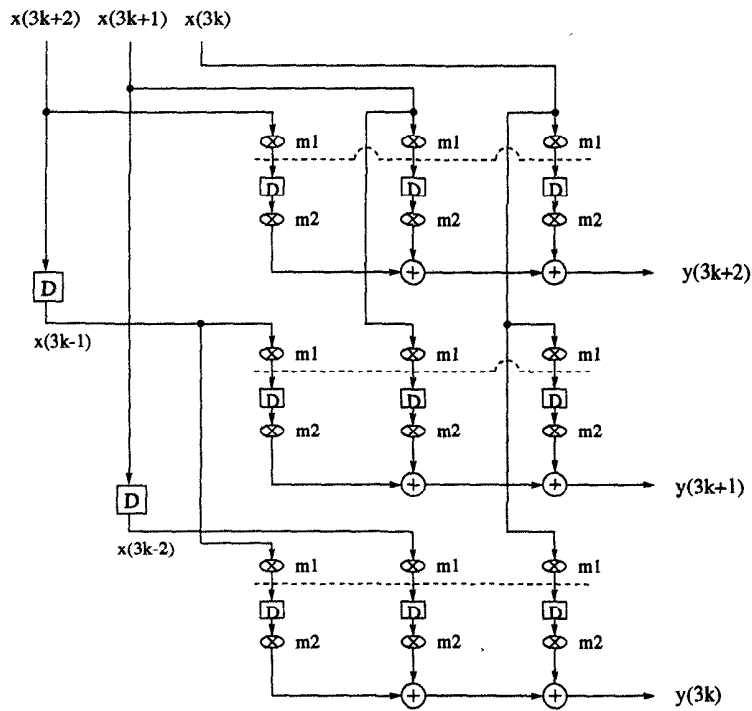 x(3k+2) x(3k+1) x(3k)
m1 m1 m1
D D D
m2 m2 m2
+ + y(3k+2)
D
x(3k-1)
m1 m1 m1
D D D
m2 m2 m2
+ + y(3k+1)
D
x(3k-2)
m1 m1 m1
D D D
m2 m2 m2
+ + y(3k)